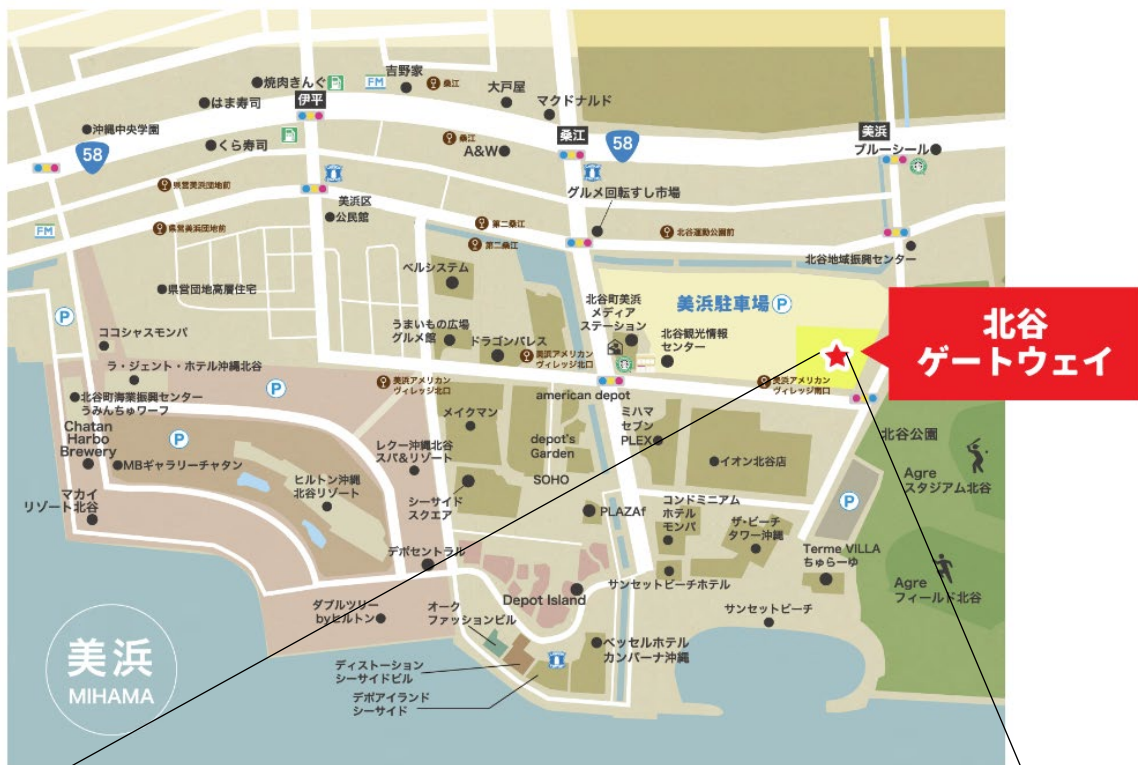 吉野家
焼肉きんぐ
FM
桑江
大戸屋
はま寿司
伊平
マクドナルド
沖縄中央学園
58
くら寿司
桑江
A&W
桑江
58
美浜
ブルーシール
県営美浜団地前
美浜区
公民館
グルメ回転すし市場
FM
県営美浜団地前
第二桑江
第二桑江
北谷運動公園前
北谷地域振興センター
ベルシステム
県営団地高層住宅
P
北谷町美浜
メディア
ステーション
美浜駐車場P
北谷
ゲートウェイ
うまいもの広場
グルメ館
ドラゴンパレス
北谷観光情報
センター
ココシャスモンパ
ラ・ジェント・ホテル沖縄北谷
美浜アメリカン
ヴィレッジ北口
美浜アメリカン
ヴィレッジ北口
美浜アメリカン
ヴィレッジ南口
american depot
P
北谷町海業振興センター
うみんちゅワーフ
メイクマン
ミハマ
セブン
PLEX
Chatan
Harbo
Brewery
P
depot's
Garden
北谷公園
MBギャラリーチャタン
レクー沖縄北谷
スパ&リゾート
イオン北谷店
Agre
スタジアム北谷
ヒルトン沖縄
北谷リゾート
SOHO
マカイ
リゾート北谷
シーサイド
スクエア
PLAZAf
コンドミニアム
ホテル
モンパ
P
ザ・ビーチ
タワー沖縄
デポセントラル
Terme VILLA
ちゅらーゆ
サンセットビーチホテル
Depot Island
Agre
フィールド北谷
ダブルツリー
byヒルトン
オーク
ファッションビル
サンセットビーチ
美浜
MIHAMA
ベッセルホテル
カンパーナ沖縄
ディストーション
シーサイドビル
デポアイランド
シーサイド